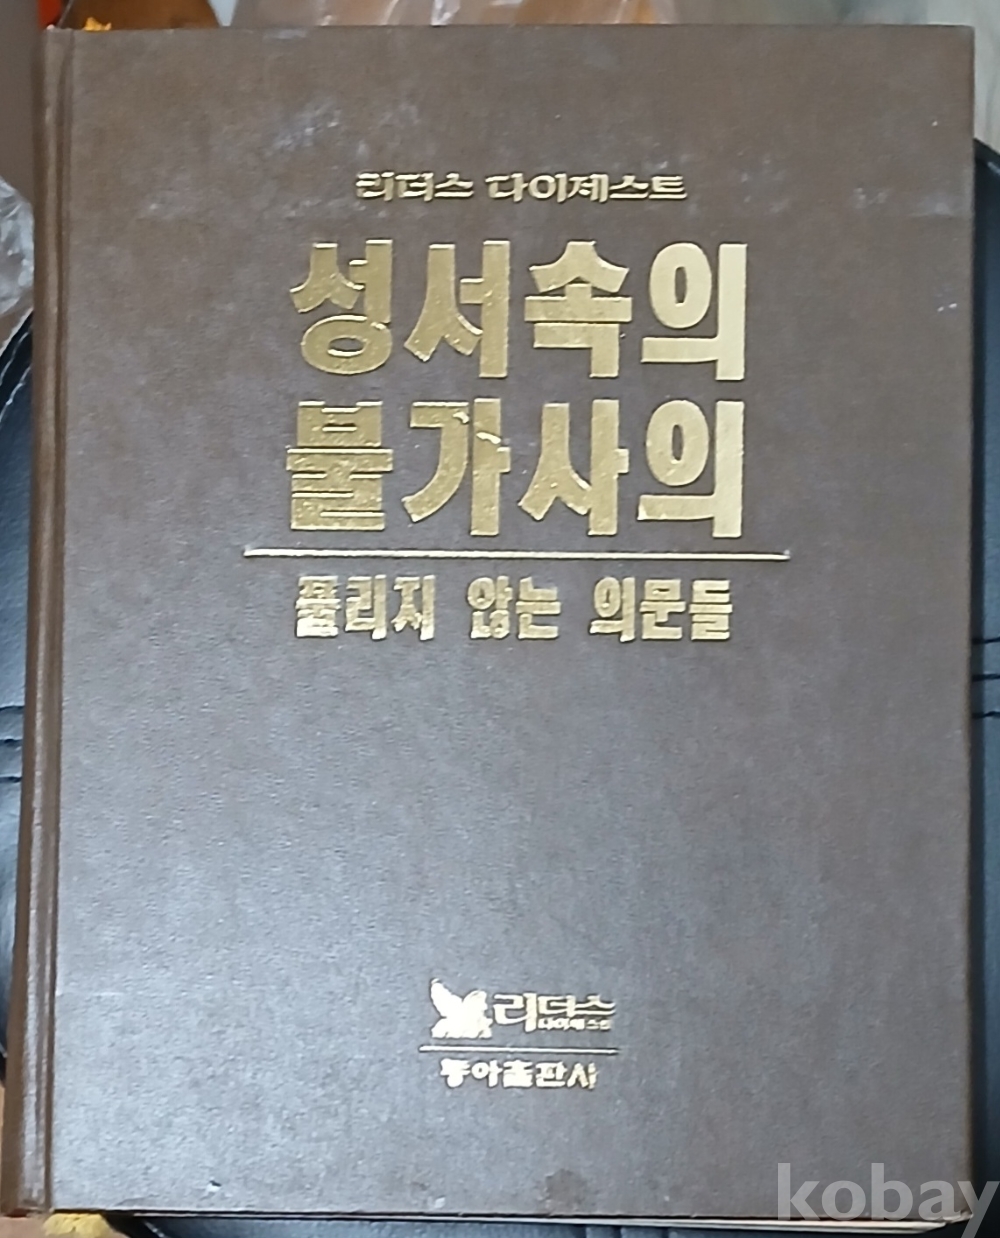 리더스 다이제스트
성서속의
불가사의
풀리지 않는 의문들
리더스
다이제스트
동아출판사
kobay